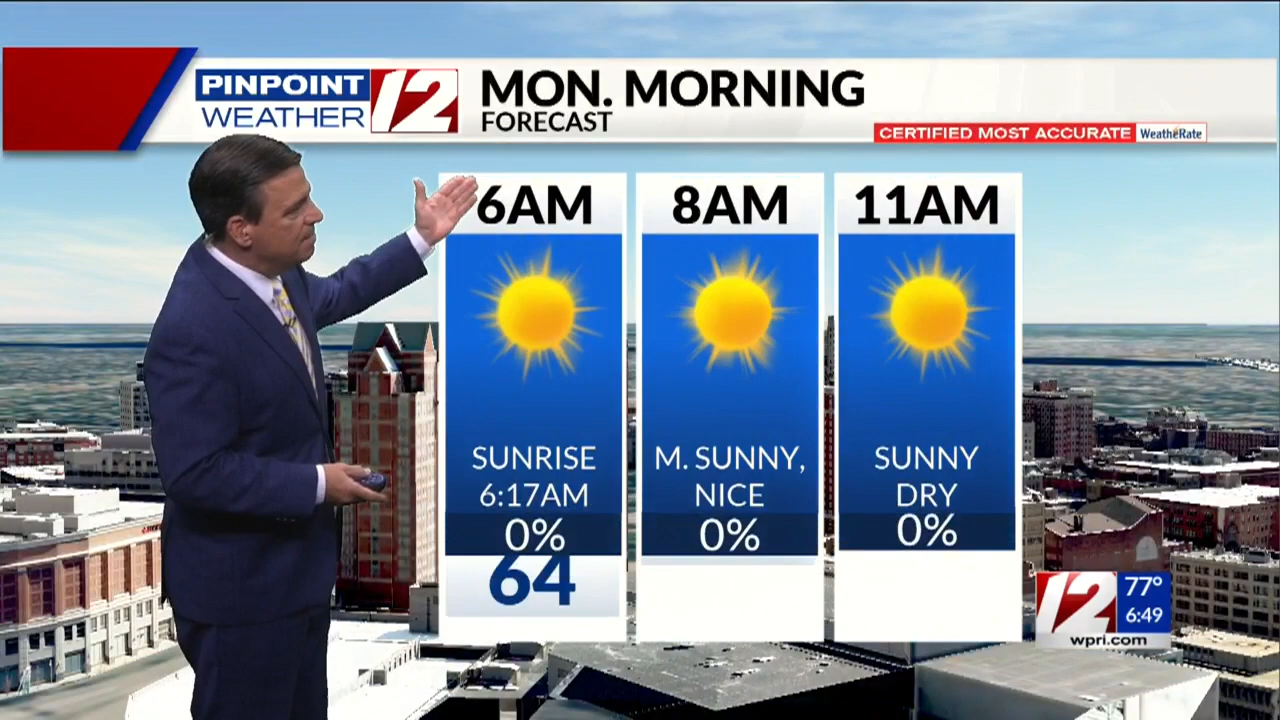 PINPOINT
WEATHER
12
MON. MORNING
FORECAST
CERTIFIED MOST ACCURATE WeatheRate
6AM
SUNRISE
6:17AM
0%
64
8AM
M. SUNNY,
NICE
0%
11AM
SUNNY
DRY
0%
12
77°
6:49
wpri.com